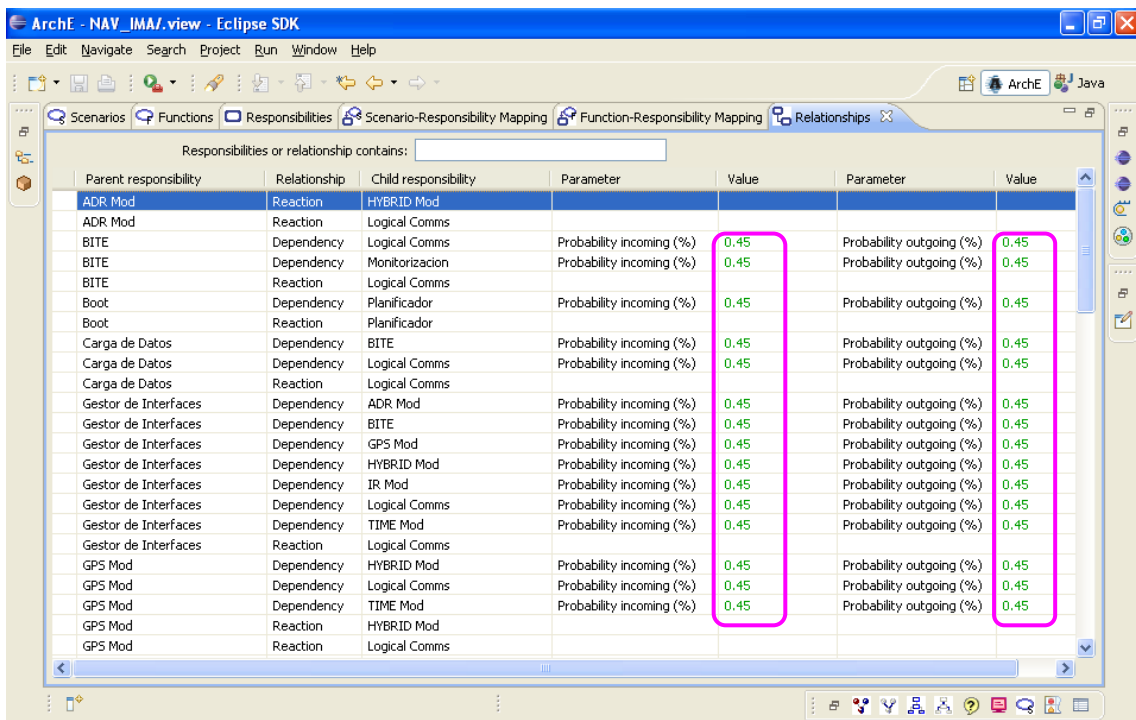 ArchE - NAV_IMA/.view - Eclipse SDK
File Edit Navigate Search Project Run Window Help
ArchE Java
Scenarios Functions Responsibilities Scenario-Responsibility Mapping Function-Responsibility Mapping Relationships
Responsibilities or relationship contains:
Parent responsibility Relationship Child responsibility Parameter Value Parameter Value
ADR Mod Reaction HYBRID Mod
ADR Mod Reaction Logical Comms
BITE Dependency Logical Comms Probability incoming (%) 0.45 Probability outgoing (%) 0.45
BITE Dependency Monitorizacion Probability incoming (%) 0.45 Probability outgoing (%) 0.45
BITE Reaction Logical Comms
Boot Dependency Planificador Probability incoming (%) 0.45 Probability outgoing (%) 0.45
Boot Reaction Planificador
Carga de Datos Dependency BITE Probability incoming (%) 0.45 Probability outgoing (%) 0.45
Carga de Datos Dependency Logical Comms Probability incoming (%) 0.45 Probability outgoing (%) 0.45
Carga de Datos Reaction Logical Comms
Gestor de Interfaces Dependency ADR Mod Probability incoming (%) 0.45 Probability outgoing (%) 0.45
Gestor de Interfaces Dependency BITE Probability incoming (%) 0.45 Probability outgoing (%) 0.45
Gestor de Interfaces Dependency GPS Mod Probability incoming (%) 0.45 Probability outgoing (%) 0.45
Gestor de Interfaces Dependency HYBRID Mod Probability incoming (%) 0.45 Probability outgoing (%) 0.45
Gestor de Interfaces Dependency IR Mod Probability incoming (%) 0.45 Probability outgoing (%) 0.45
Gestor de Interfaces Dependency Logical Comms Probability incoming (%) 0.45 Probability outgoing (%) 0.45
Gestor de Interfaces Dependency TIME Mod Probability incoming (%) 0.45 Probability outgoing (%) 0.45
Gestor de Interfaces Reaction Logical Comms
GPS Mod Dependency HYBRID Mod Probability incoming (%) 0.45 Probability outgoing (%) 0.45
GPS Mod Dependency Logical Comms Probability incoming (%) 0.45 Probability outgoing (%) 0.45
GPS Mod Dependency TIME Mod Probability incoming (%) 0.45 Probability outgoing (%) 0.45
GPS Mod Reaction HYBRID Mod
GPS Mod Reaction Logical Comms